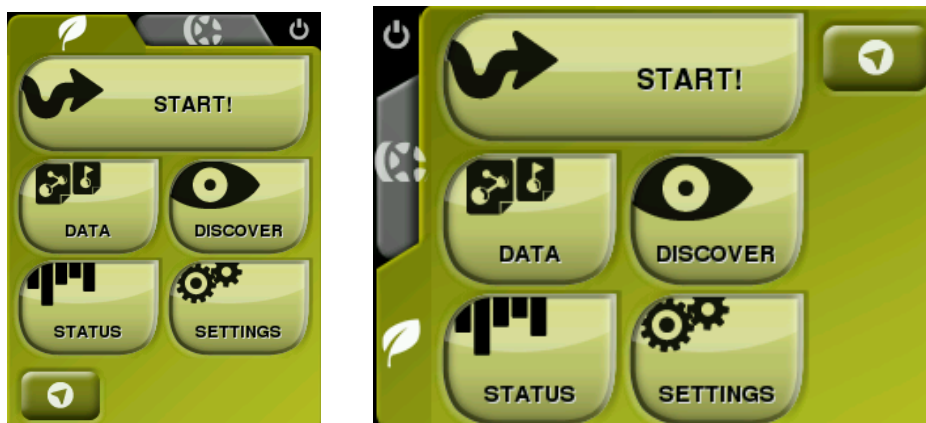 START!
DATA
DISCOVER
STATUS
SETTINGS
START!
DATA
DISCOVER
STATUS
SETTINGS